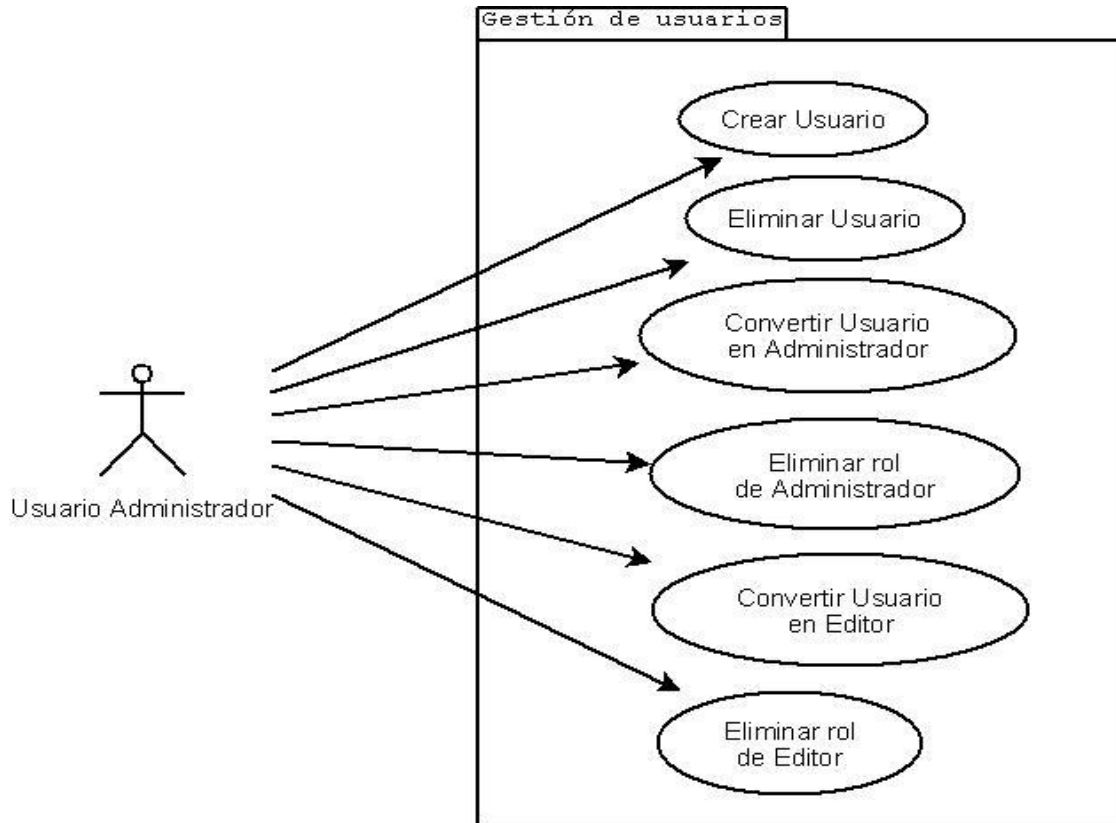 Gestión de usuarios
Crear Usuario
Eliminar Usuario
Convertir Usuario
en Administrador
Eliminar rol
de Administrador
Usuario Administrador
Convertir Usuario
en Editor
Eliminar rol
de Editor